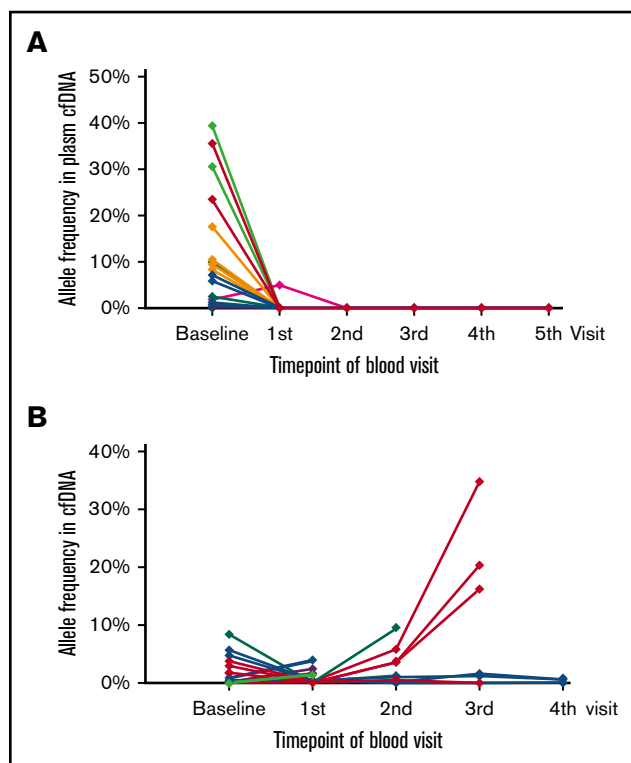 A
50%
40%
30%
20%
10%
0%
Allele frequency in plasm cfDNA
Baseline 1st 2nd 3rd 4th 5th Visit
Timepoint of blood visit
B
40%
30%
20%
10%
0%
Allele frequency in cfDNA
Baseline 1st 2nd 3rd 4th visit
Timepoint of blood visit